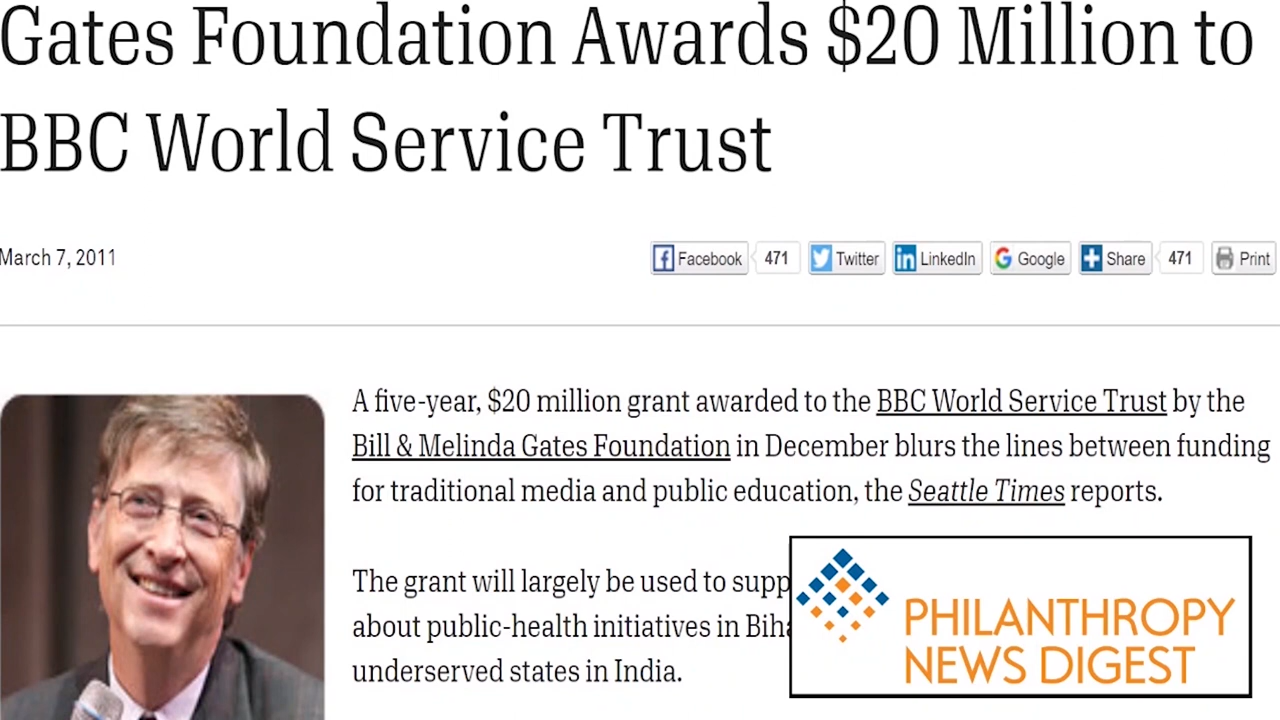 Gates Foundation Awards $20 Million to
BBC World Service Trust
March 7, 2011
Facebook 471 Twitter LinkedIn Google Share 471 Print
A five-year, $20 million grant awarded to the BBC World Service Trust by the
Bill & Melinda Gates Foundation in December blurs the lines between funding
for traditional media and public education, the Seattle Times reports.
The grant will largely be used to
about public-health initiatives in
underserved states in India.
PHILANTHROPY
NEWS DIGEST